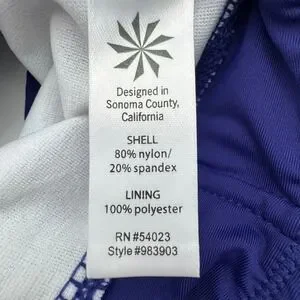 Designed in
Sonoma County,
California
SHELL
80% nylon/
20% spandex
LINING
100% polyester
RN #54023
Style #983903